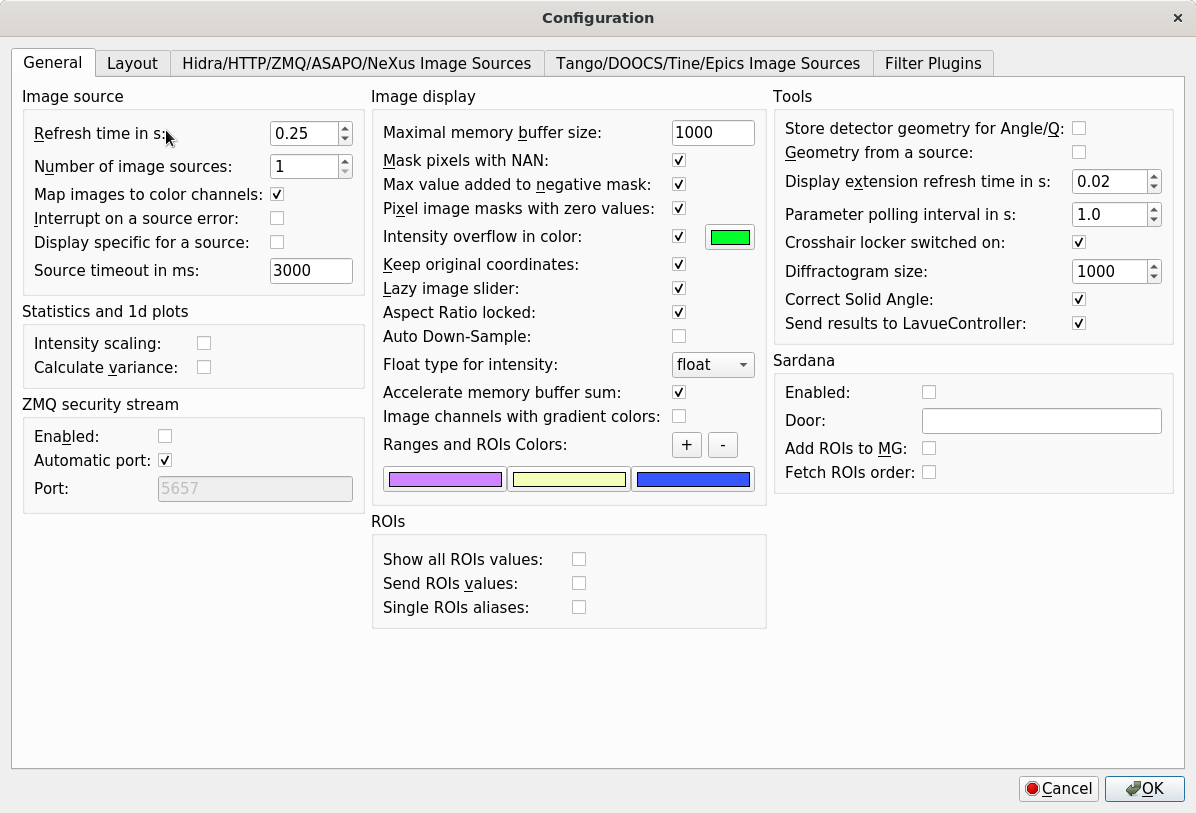 Configuration
General
Layout
Hidra/HTTP/ZMQ/ASAPO/NeXus Image Sources
Tango/DOOCS/Tine/Epics Image Sources
Filter Plugins
Image source
Refresh time in s:
0.25
Number of image sources:
1
Map images to color channels:
Interrupt on a source error:
Display specific for a source:
Source timeout in ms:
3000
Statistics and 1d plots
Intensity scaling:
Calculate variance:
ZMQ security stream
Enabled:
Automatic port:
Port:
5657
Image display
Maximal memory buffer size:
1000
Mask pixels with NAN:
Max value added to negative mask:
Pixel image masks with zero values:
Intensity overflow in color:
Keep original coordinates:
Lazy image slider:
Aspect Ratio locked:
Auto Down-Sample:
Float type for intensity:
float
Accelerate memory buffer sum:
Image channels with gradient colors:
Ranges and ROIs Colors:
+
-
ROIs
Show all ROIs values:
Send ROIs values:
Single ROIs aliases:
Tools
Store detector geometry for Angle/Q:
Geometry from a source:
Display extension refresh time in s:
0.02
Parameter polling interval in s:
1.0
Crosshair locker switched on:
Diffractogram size:
1000
Correct Solid Angle:
Send results to LavueController:
Sardana
Enabled:
Door:
Add ROIs to MG:
Fetch ROIs order:
Cancel
OK